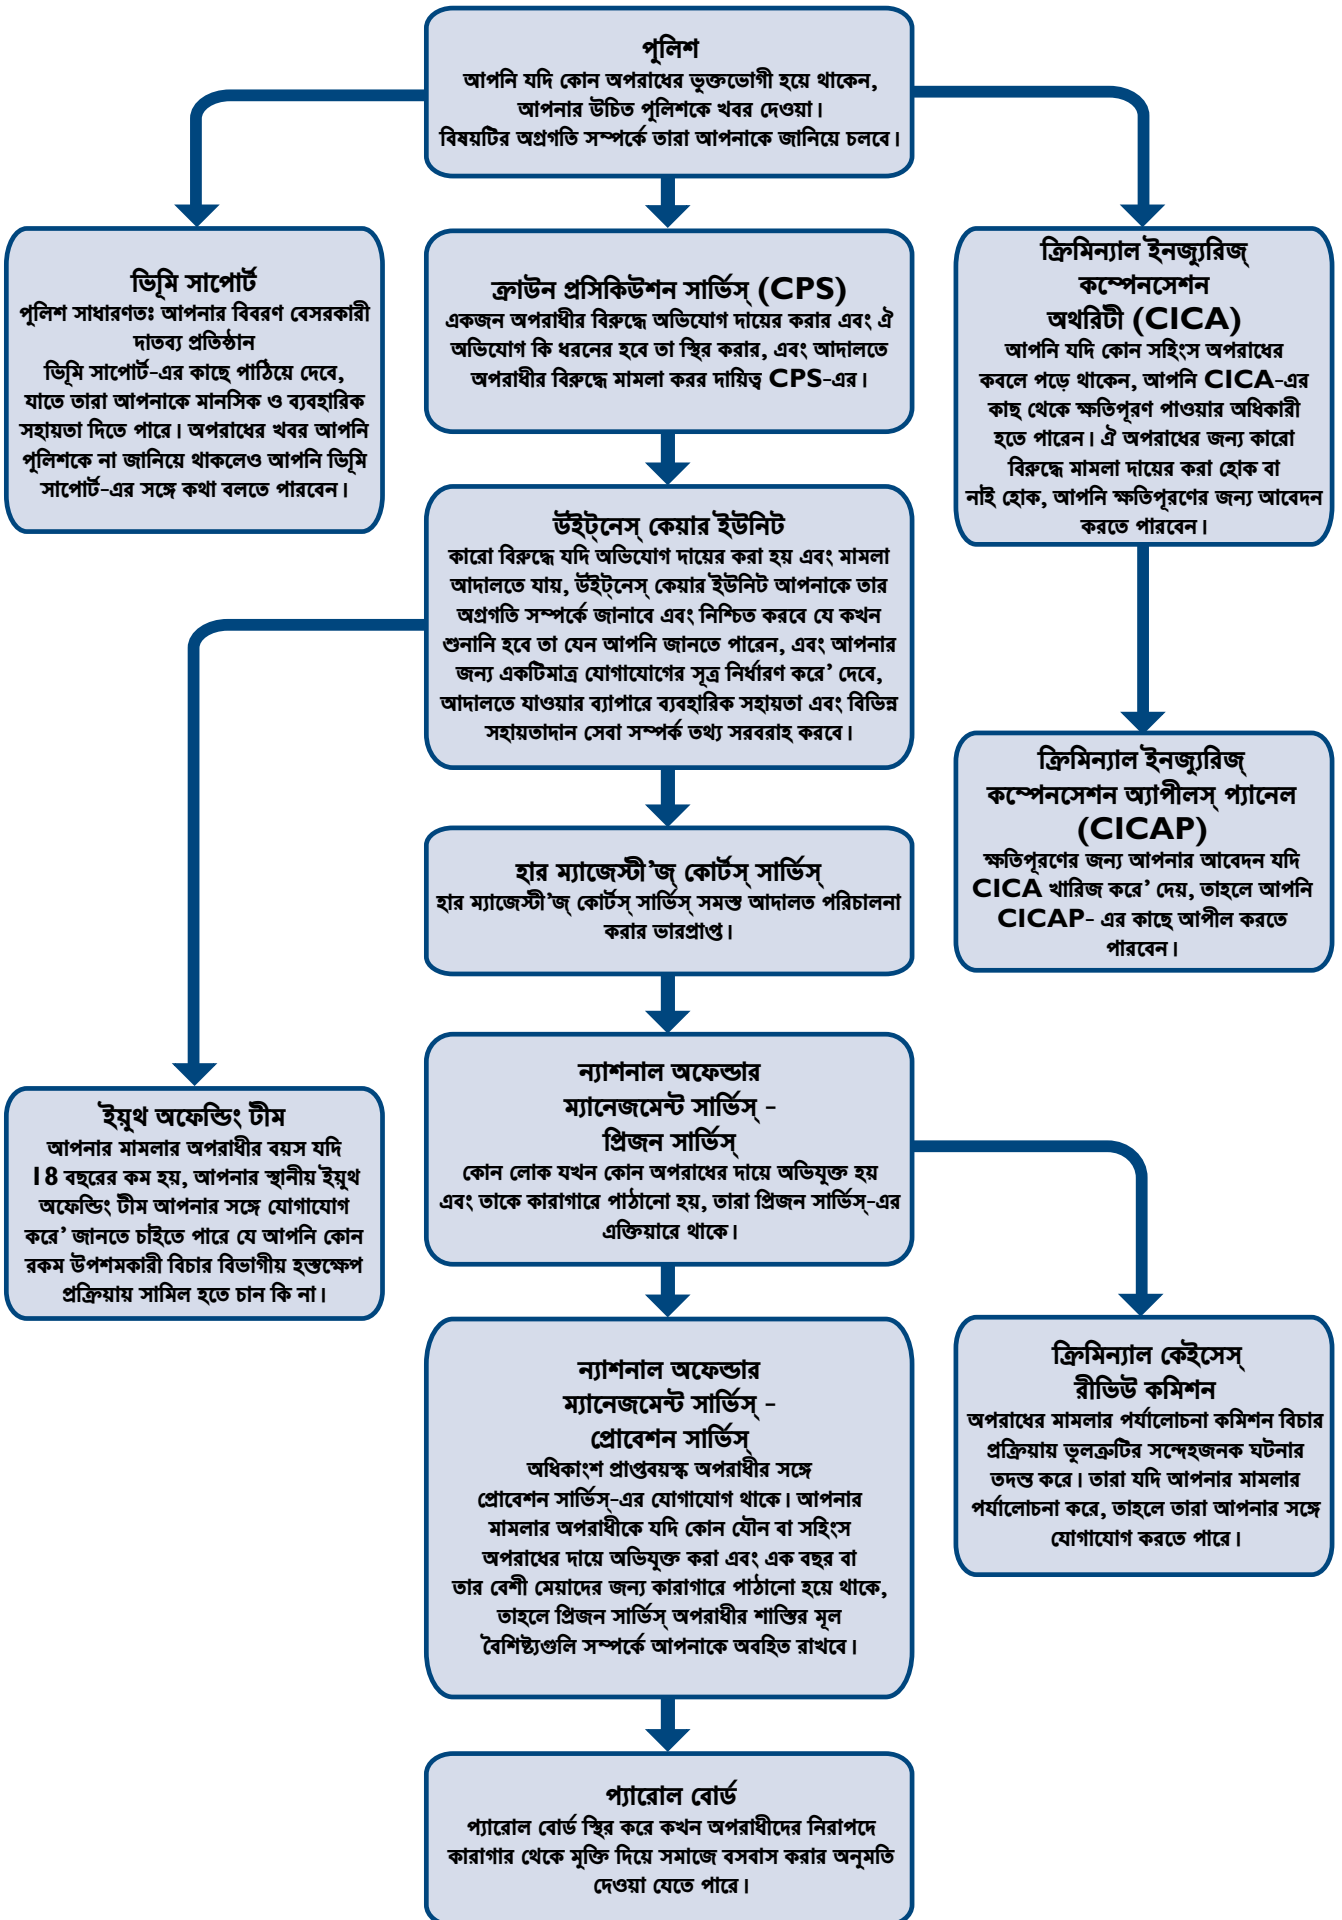 পুলিশ
আপনি যদি কোন অপরাধের ভুক্তভোগী হয়ে থাকেন,
আপনার উচিত পুলিশকে খবর দেওয়া।
বিষয়টির অগ্রগতি সম্পর্কে তারা আপনাকে জানিয়ে চলবে।
ভিূমি সাপোর্ট
পুলিশ সাধারণতঃ আপনার বিবরণ বেসরকারী
দাতব্য প্রতিষ্ঠান
ভিূমি সাপোর্ট-এর কাছে পাঠিয়ে দেবে,
যাতে তারা আপনাকে মানসিক ও ব্যবহারিক
সহায়তা দিতে পারে। অপরাধের খবর আপনি
পুলিশকে না জানিয়ে থাকলেও আপনি ভিূমি
সাপোর্ট-এর সঙ্গে কথা বলতে পারবেন।
ক্রাউন প্রসিকিউশন সার্ভিস্ (CPS)
একজন অপরাধীর বিরুদ্ধে অভিযোগ দায়ের করার এবং ঐ
অভিযোগ কি ধরনের হবে তা স্থির করার, এবং আদালতে
অপরাধীর বিরুদ্ধে মামলা করর দায়িত্ব CPS-এর।
ক্রিমিন্যাল ইনজ্যুরিজ্
কম্পেনসেশন
অথরিটী (CICA)
আপনি যদি কোন সহিংস অপরাধের
কবলে পড়ে থাকেন, আপনি CICA-এর
কাছ থেকে ক্ষতিপূরণ পাওয়ার অধিকারী
হতে পারেন। ঐ অপরাধের জন্য কারো
বিরুদ্ধে মামলা দায়ের করা হোক বা
নাই হোক, আপনি ক্ষতিপূরণের জন্য আবেদন
করতে পারবেন।
উইট্‌নেস্ কেয়ার ইউনিট
কারো বিরুদ্ধে যদি অভিযোগ দায়ের করা হয় এবং মামলা
আদালতে যায়, উইট্‌নেস্ কেয়ার ইউনিট আপনাকে তার
অগ্রগতি সম্পর্কে জানাবে এবং নিশ্চিত করবে যে কখন
শুনানি হবে তা যেন আপনি জানতে পারেন, এবং আপনার
জন্য একটিমাত্র যোগাযোগের সূত্র নির্ধারণ করে’ দেবে,
আদালতে যাওয়ার ব্যাপারে ব্যবহারিক সহায়তা এবং বিভিন্ন
সহায়তাদান সেবা সম্পর্ক তথ্য সরবরাহ করবে।
ক্রিমিন্যাল ইনজ্যুরিজ্
কম্পেনসেশন অ্যাপীলস্ প্যানেল
(CICAP)
ক্ষতিপূরণের জন্য আপনার আবেদন যদি
CICA খারিজ করে’ দেয়, তাহলে আপনি
CICAP- এর কাছে আপীল করতে
পারবেন।
হার ম্যাজেস্টী’জ্ কোর্টস্ সার্ভিস্
হার ম্যাজেস্টী’জ্ কোর্টস্ সার্ভিস্ সমস্ত আদালত পরিচালনা
করার ভারপ্রাপ্ত।
ন্যাশনাল অফেন্ডার
ম্যানেজমেন্ট সার্ভিস্ -
প্রিজন সার্ভিস্
কোন লোক যখন কোন অপরাধের দায়ে অভিযুক্ত হয়
এবং তাকে কারাগারে পাঠানো হয়, তারা প্রিজন সার্ভিস্-এর
এক্তিয়ারে থাকে।
ইয়ুথ অফেন্ডিং টীম
আপনার মামলার অপরাধীর বয়স যদি
18 বছরের কম হয়, আপনার স্থানীয় ইয়ুথ
অফেন্ডিং টীম আপনার সঙ্গে যোগাযোগ
করে’ জানতে চাইতে পারে যে আপনি কোন
রকম উপশমকারী বিচার বিভাগীয় হস্তক্ষেপ
প্রক্রিয়ায় সামিল হতে চান কি না।
ন্যাশনাল অফেন্ডার
ম্যানেজমেন্ট সার্ভিস্ -
প্রোবেশন সার্ভিস্
অধিকাংশ প্রাপ্তবয়স্ক অপরাধীর সঙ্গে
প্রোবেশন সার্ভিস্-এর যোগাযোগ থাকে। আপনার
মামলার অপরাধীকে যদি কোন যৌন বা সহিংস
অপরাধের দায়ে অভিযুক্ত করা এবং এক বছর বা
তার বেশী মেয়াদের জন্য কারাগারে পাঠানো হয়ে থাকে,
তাহলে প্রিজন সার্ভিস্ অপরাধীর শাস্তির মূল
বৈশিষ্ট্যগুলি সম্পর্কে আপনাকে অবহিত রাখবে।
ক্রিমিন্যাল কেইসেস্
রীভিউ কমিশন
অপরাধের মামলার পর্যালোচনা কমিশন বিচার
প্রক্রিয়ায় ভুলত্রুটির সন্দেহজনক ঘটনার
তদন্ত করে। তারা যদি আপনার মামলার
পর্যালোচনা করে, তাহলে তারা আপনার সঙ্গে
যোগাযোগ করতে পারে।
প্যারোল বোর্ড
প্যারোল বোর্ড স্থির করে কখন অপরাধীদের নিরাপদে
কারাগার থেকে মুক্তি দিয়ে সমাজে বসবাস করার অনুমতি
দেওয়া যেতে পারে।